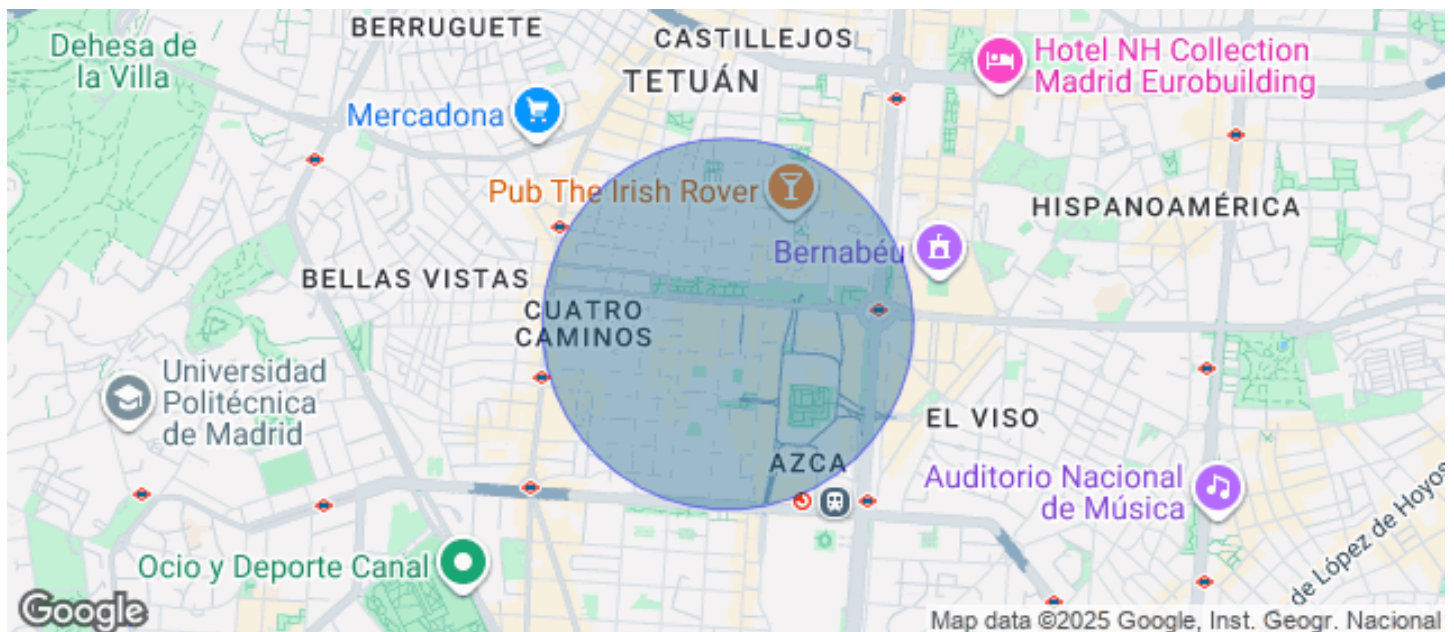 BERRUGUETE
Dehesa de
la Villa
CASTILLEJOS
TETUÁN
Hotel NH Collection
Madrid Eurobuilding
Mercadona
Pub The Irish Rover
HISPANOAMÉRICA
Bernabéu
BELLAS VISTAS
CUATRO
CAMINOS
Universidad
Politécnica
de Madrid
EL VISO
AZCA
Auditorio Nacional
de Música
Ocio y Deporte Canal
de López de Hoyos
Google
Map data ©2025 Google, Inst. Geogr. Nacional